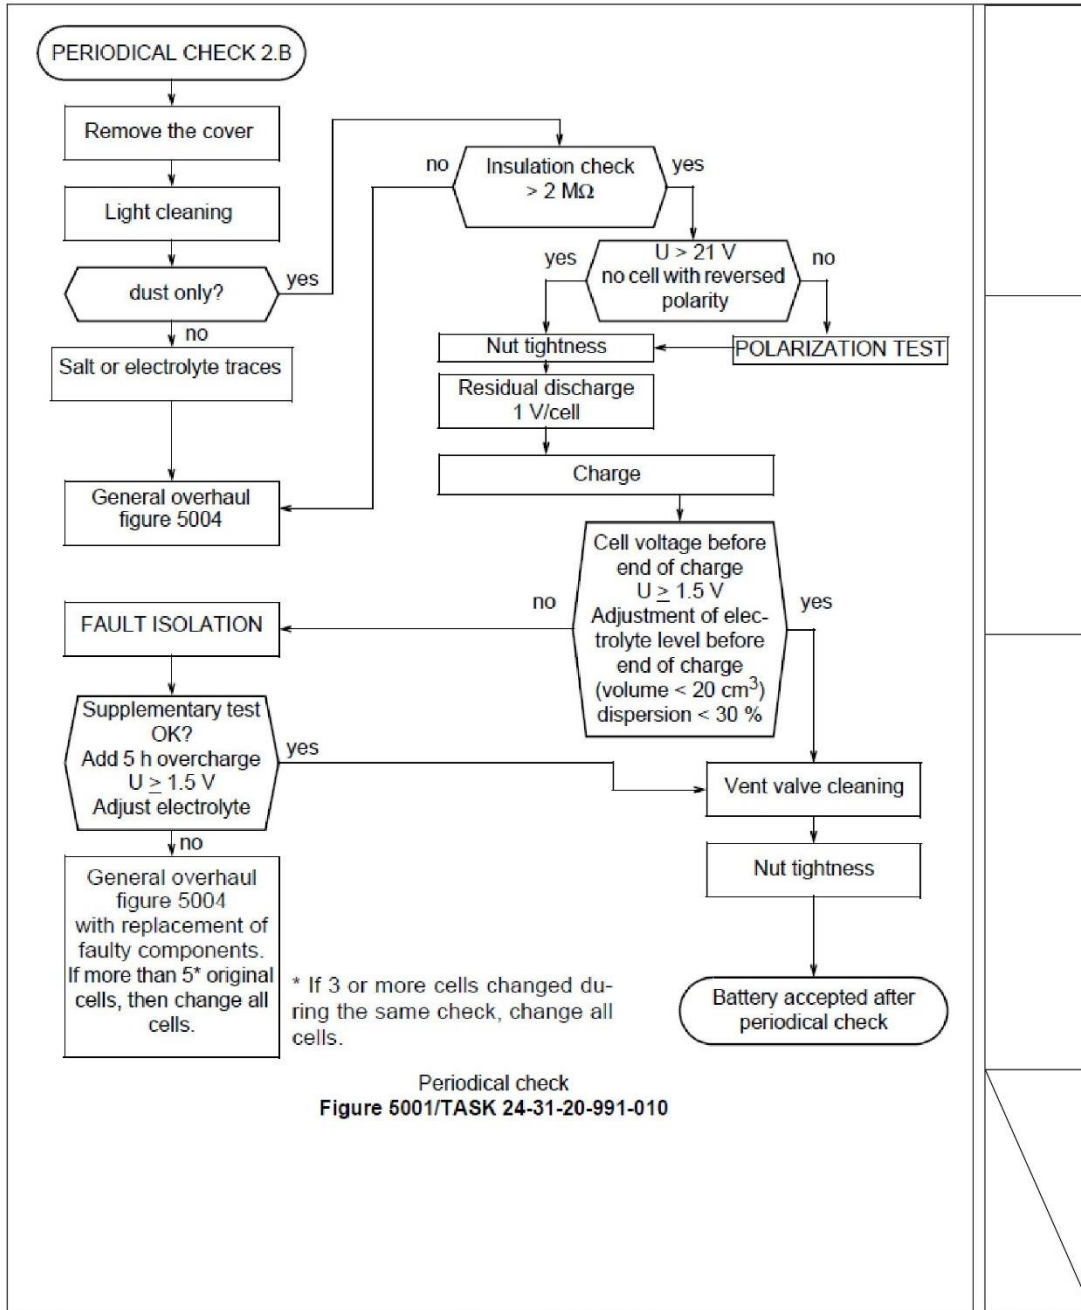 PERIODICAL CHECK 2.B
Remove the cover
Light cleaning
dust only?
yes
no
Salt or electrolyte traces
General overhaul
figure 5004
no
Insulation check
> 2 MΩ
yes
yes
U > 21 V
no cell with reversed
polarity
no
Nut tightness
POLARIZATION TEST
Residual discharge
1 V/cell
Charge
Cell voltage before
end of charge
U ≥ 1.5 V
Adjustment of elec-
trolyte level before
end of charge
(volume < 20 cm³)
dispersion < 30 %
no
yes
FAULT ISOLATION
Supplementary test
OK?
Add 5 h overcharge
U ≥ 1.5 V
Adjust electrolyte
yes
no
Vent valve cleaning
Nut tightness
General overhaul
figure 5004
with replacement of
faulty components.
If more than 5* original
cells, then change all
cells.
* If 3 or more cells changed du-
ring the same check, change all
cells.
Battery accepted after
periodical check
Periodical check
Figure 5001/TASK 24-31-20-991-010